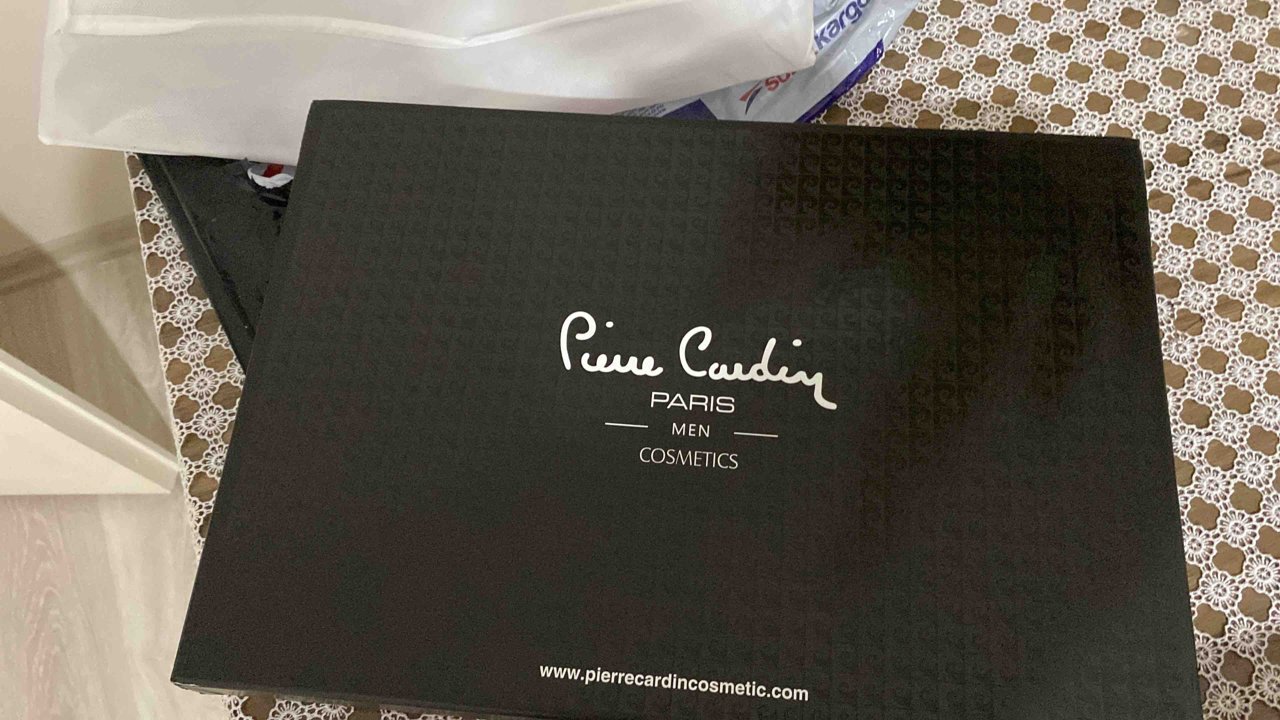 kargo
Pierre Cardin
PARIS
MEN
COSMETICS
www.pierrecardincosmetic.com